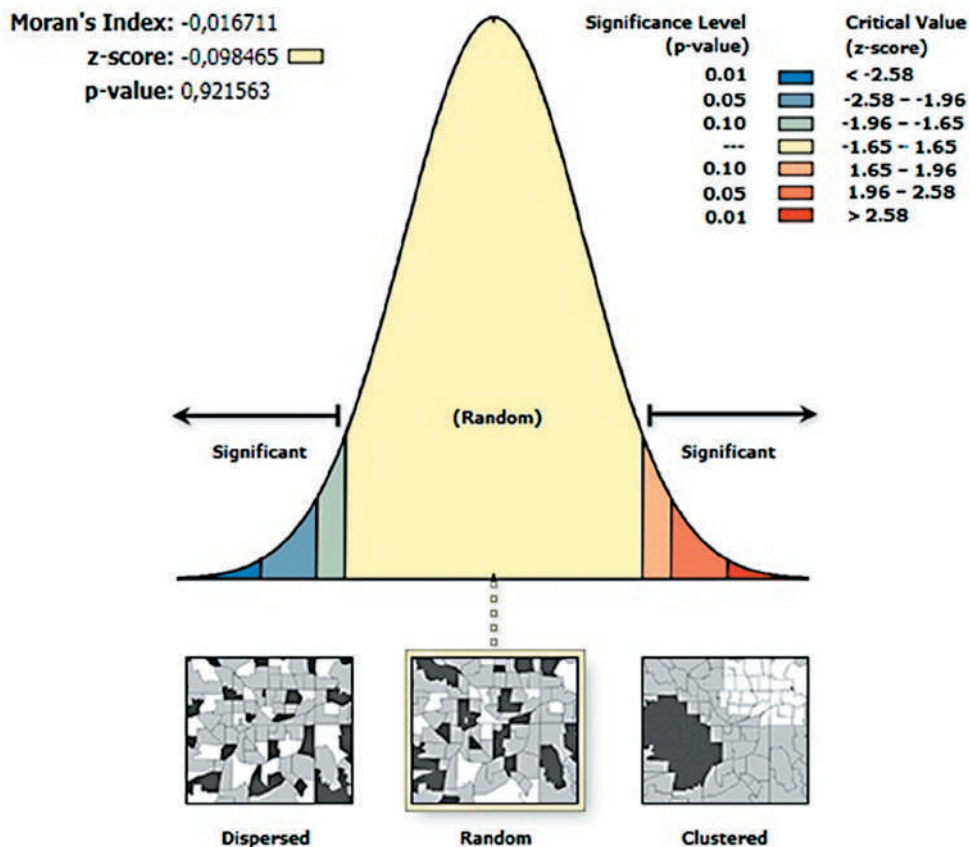 Moran's Index: -0,016711
z-score: -0,098465
p-value: 0,921563
Significance Level
(p-value)
Critical Value
(z-score)
0.01 < -2.58
0.05 -2.58 – -1.96
0.10 -1.96 – -1.65
--- -1.65 – 1.65
0.10 1.65 – 1.96
0.05 1.96 – 2.58
0.01 > 2.58
(Random)
Significant
Significant
Dispersed
Random
Clustered